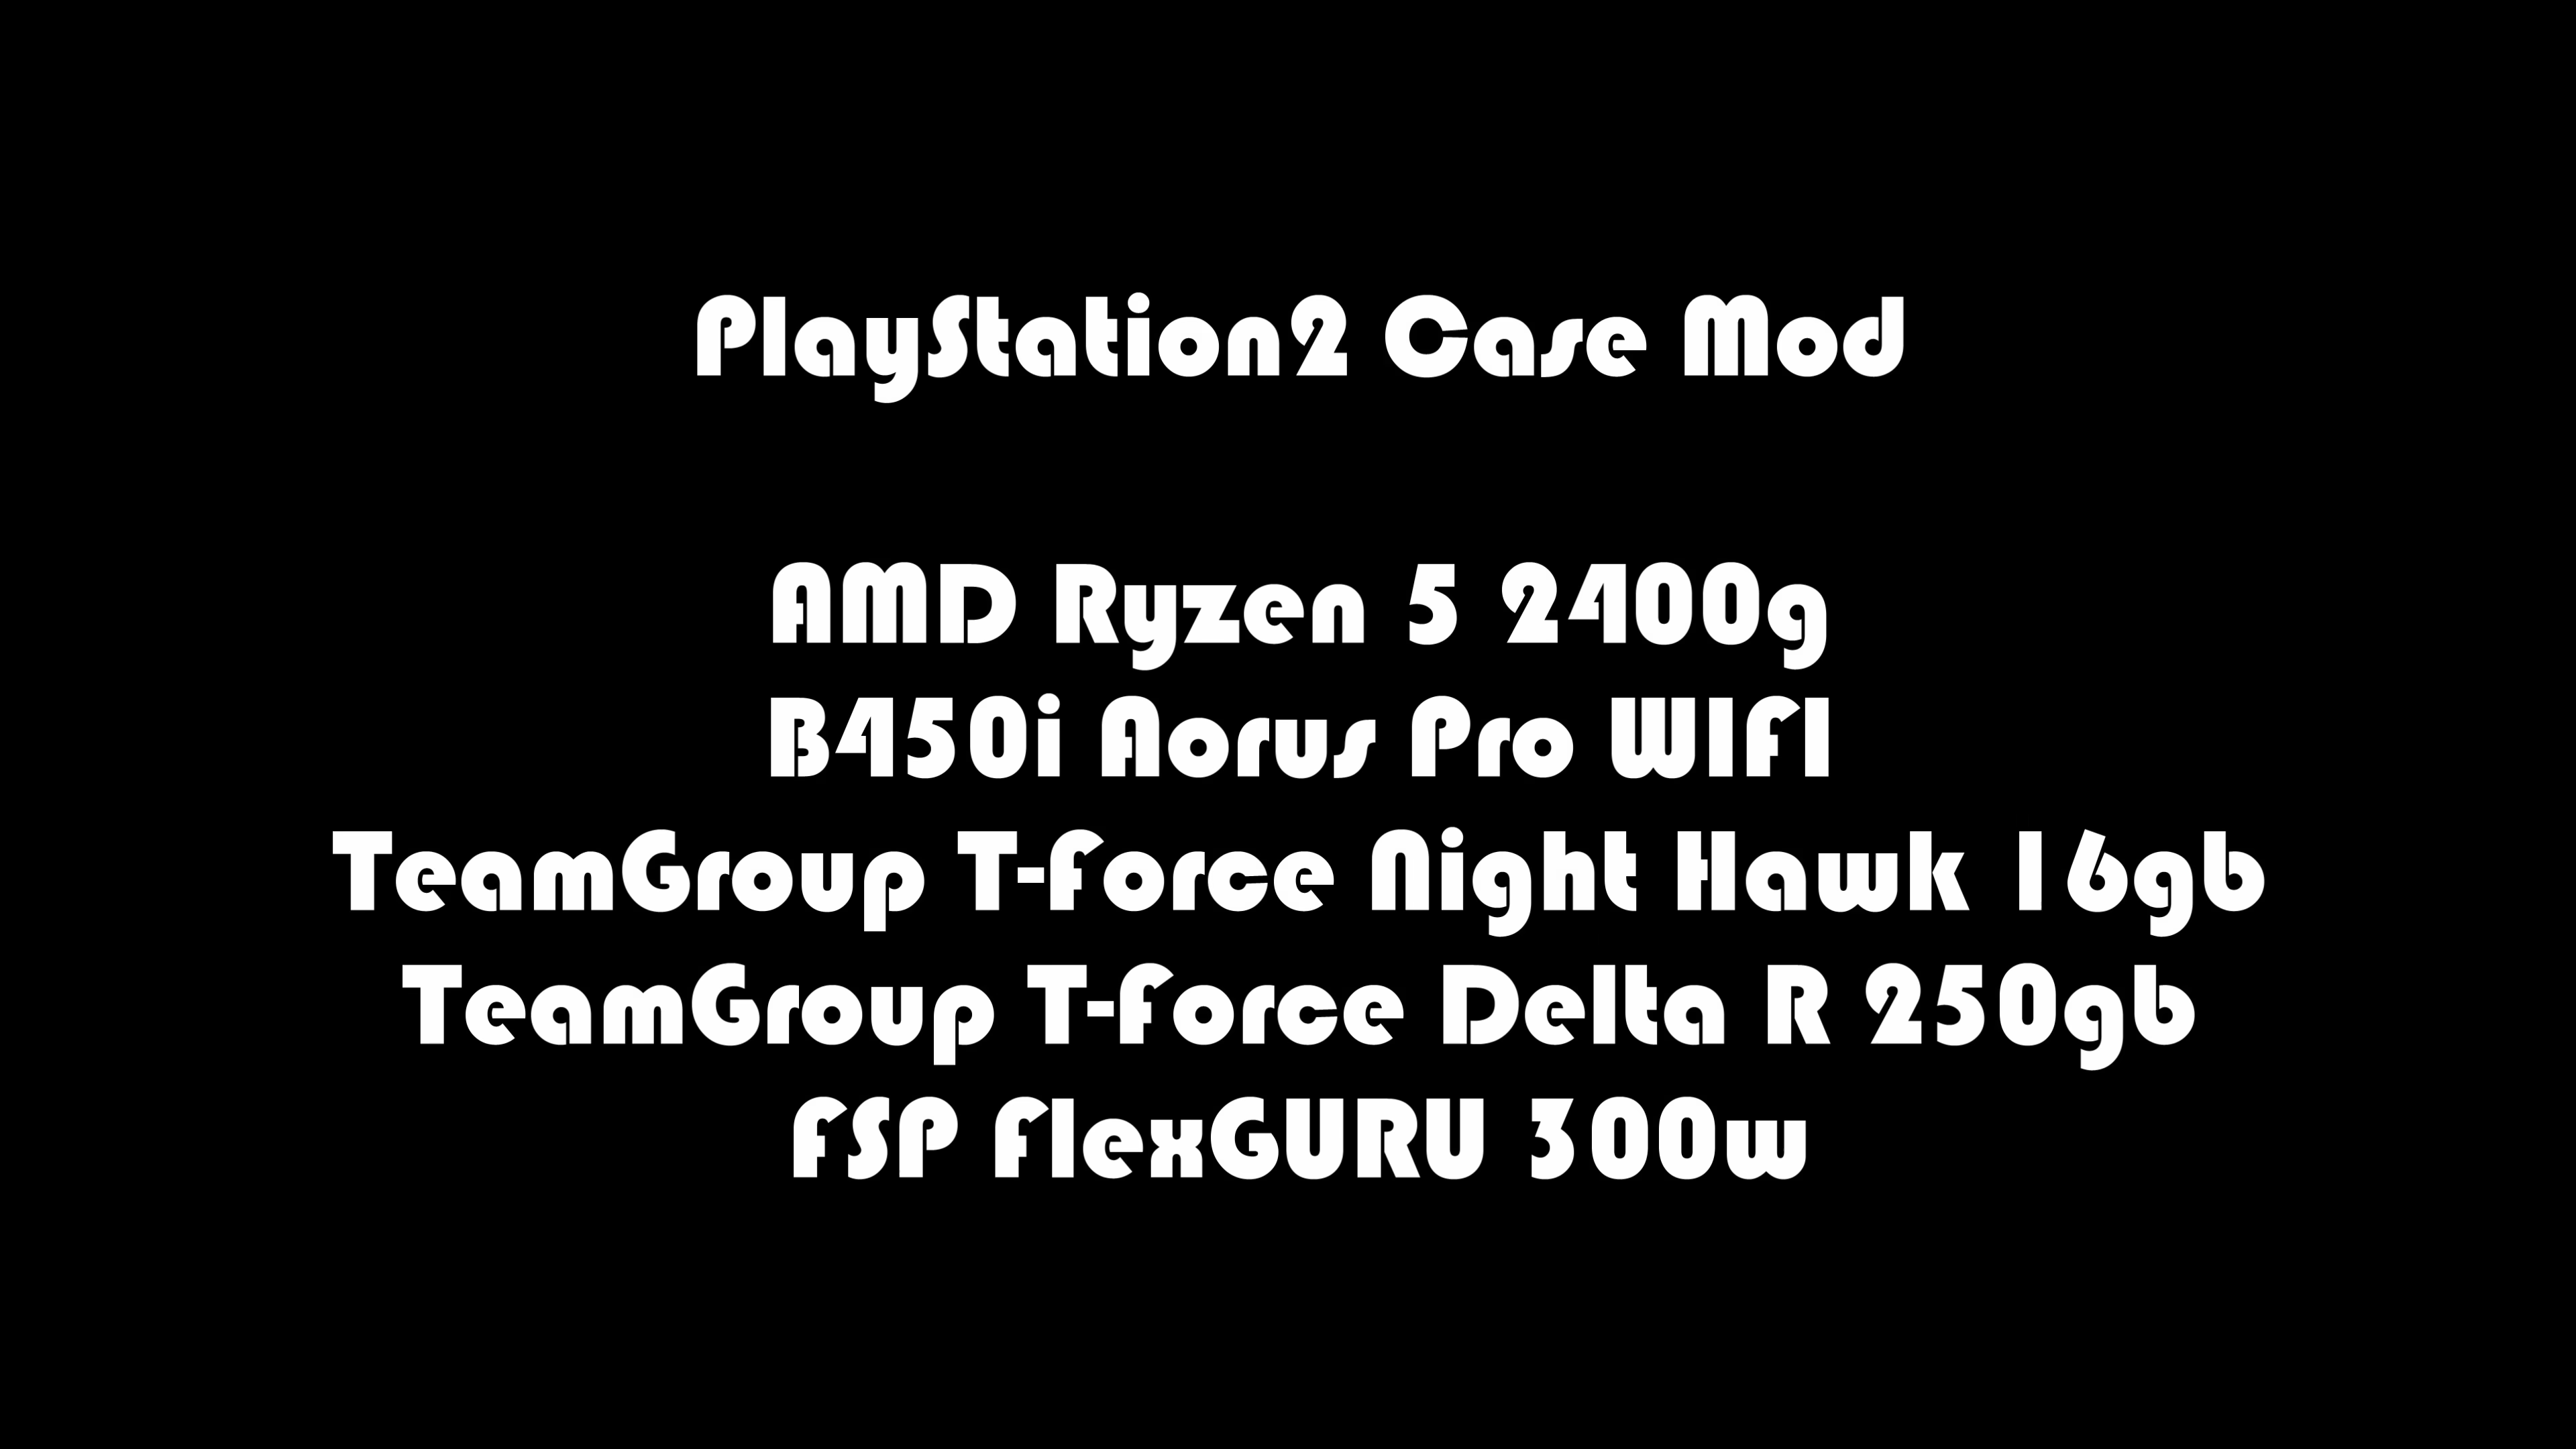 PlayStation2 Case Mod
AMD Ryzen 5 2400g
B450i Aorus Pro WIFI
TeamGroup T-Force Night Hawk 16gb
TeamGroup T-Force Delta R 250gb
FSP FlexGURU 300w